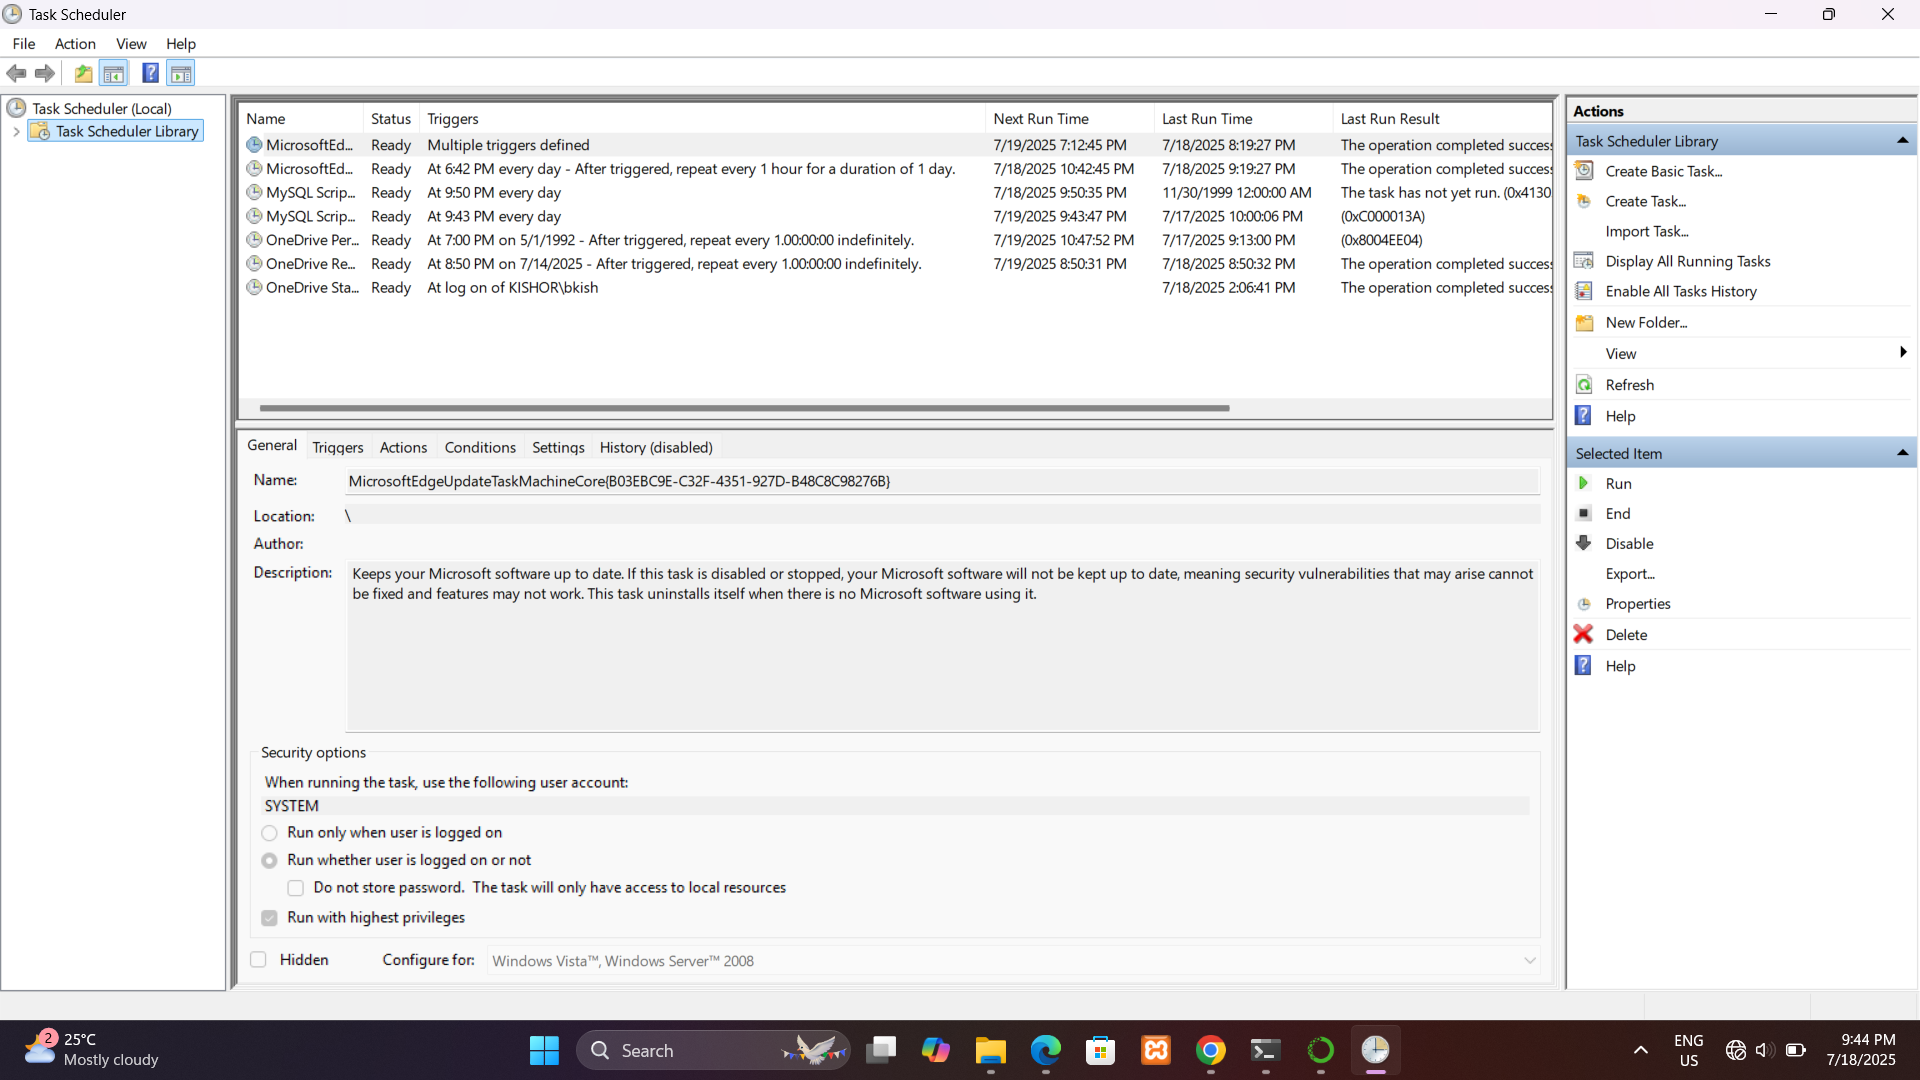 Task Scheduler
File Action View Help
Task Scheduler (Local)
Task Scheduler Library
Name Status Triggers Next Run Time Last Run Time Last Run Result
MicrosoftEd... Ready Multiple triggers defined 7/19/2025 7:12:45 PM 7/18/2025 8:19:27 PM The operation completed succes
MicrosoftEd... Ready At 6:42 PM every day - After triggered, repeat every 1 hour for a duration of 1 day. 7/18/2025 10:42:45 PM 7/18/2025 9:19:27 PM The operation completed succes
MySQL Scrip... Ready At 9:50 PM every day 7/18/2025 9:50:35 PM 11/30/1999 12:00:00 AM The task has not yet run. (0x4130
MySQL Scrip... Ready At 9:43 PM every day 7/19/2025 9:43:47 PM 7/17/2025 10:00:06 PM (0xC000013A)
OneDrive Per... Ready At 7:00 PM on 5/1/1992 - After triggered, repeat every 1.00:00:00 indefinitely. 7/19/2025 10:47:52 PM 7/17/2025 9:13:00 PM (0x8004EE04)
OneDrive Re... Ready At 8:50 PM on 7/14/2025 - After triggered, repeat every 1.00:00:00 indefinitely. 7/19/2025 8:50:31 PM 7/18/2025 8:50:32 PM The operation completed succes
OneDrive Sta... Ready At log on of KISHOR\bkish 7/18/2025 2:06:41 PM The operation completed succes
General Triggers Actions Conditions Settings History (disabled)
Name: MicrosoftEdgeUpdateTaskMachineCore{B03EBC9E-C32F-4351-927D-B48C8C98276B}
Location: \
Author:
Description: Keeps your Microsoft software up to date. If this task is disabled or stopped, your Microsoft software will not be kept up to date, meaning security vulnerabilities that may arise cannot
be fixed and features may not work. This task uninstalls itself when there is no Microsoft software using it.
Security options
When running the task, use the following user account:
SYSTEM
Run only when user is logged on
Run whether user is logged on or not
Do not store password. The task will only have access to local resources
Run with highest privileges
Hidden Configure for: Windows Vista™, Windows Server™ 2008
Actions
Task Scheduler Library
Create Basic Task...
Create Task...
Import Task...
Display All Running Tasks
Enable All Tasks History
New Folder...
View
Refresh
Help
Selected Item
Run
End
Disable
Export...
Properties
Delete
Help
2
25°C
Mostly cloudy
Search
ENG
US
9:44 PM
7/18/2025